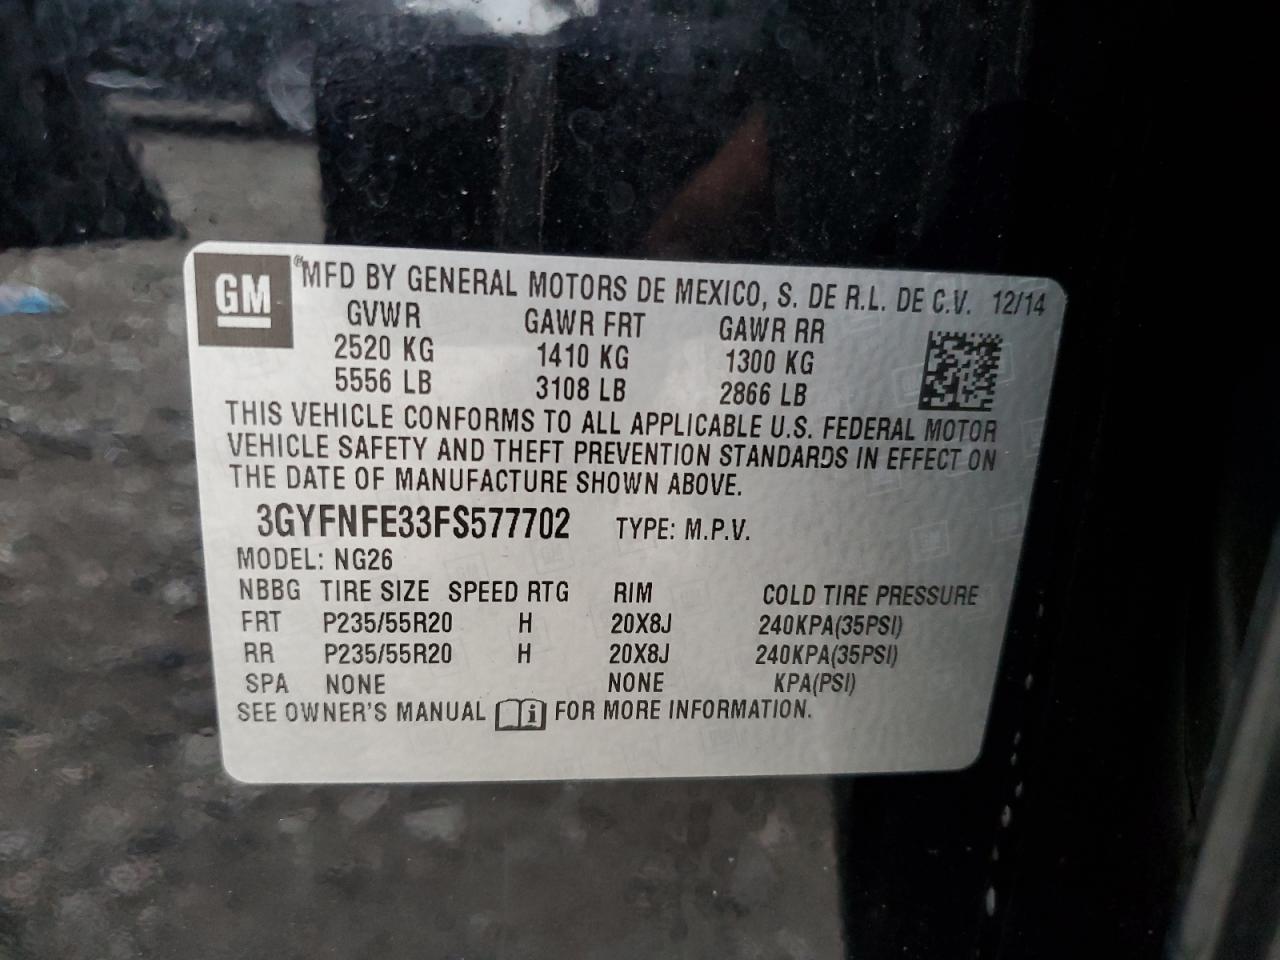 GM ® MFD BY GENERAL MOTORS DE MEXICO, S. DE R.L. DE C.V. 12/14
GVWR GAWR FRT GAWR RR
2520 KG 1410 KG 1300 KG
5556 LB 3108 LB 2866 LB
THIS VEHICLE CONFORMS TO ALL APPLICABLE U.S. FEDERAL MOTOR
VEHICLE SAFETY AND THEFT PREVENTION STANDARDS IN EFFECT ON
THE DATE OF MANUFACTURE SHOWN ABOVE.
3GYFNFE33FS577702 TYPE: M.P.V.
MODEL: NG26
NBBG TIRE SIZE SPEED RTG RIM COLD TIRE PRESSURE
FRT P235/55R20 H 20X8J 240KPA(35PSI)
RR P235/55R20 H 20X8J 240KPA(35PSI)
SPA NONE NONE KPA(PSI)
SEE OWNER'S MANUAL i FOR MORE INFORMATION.